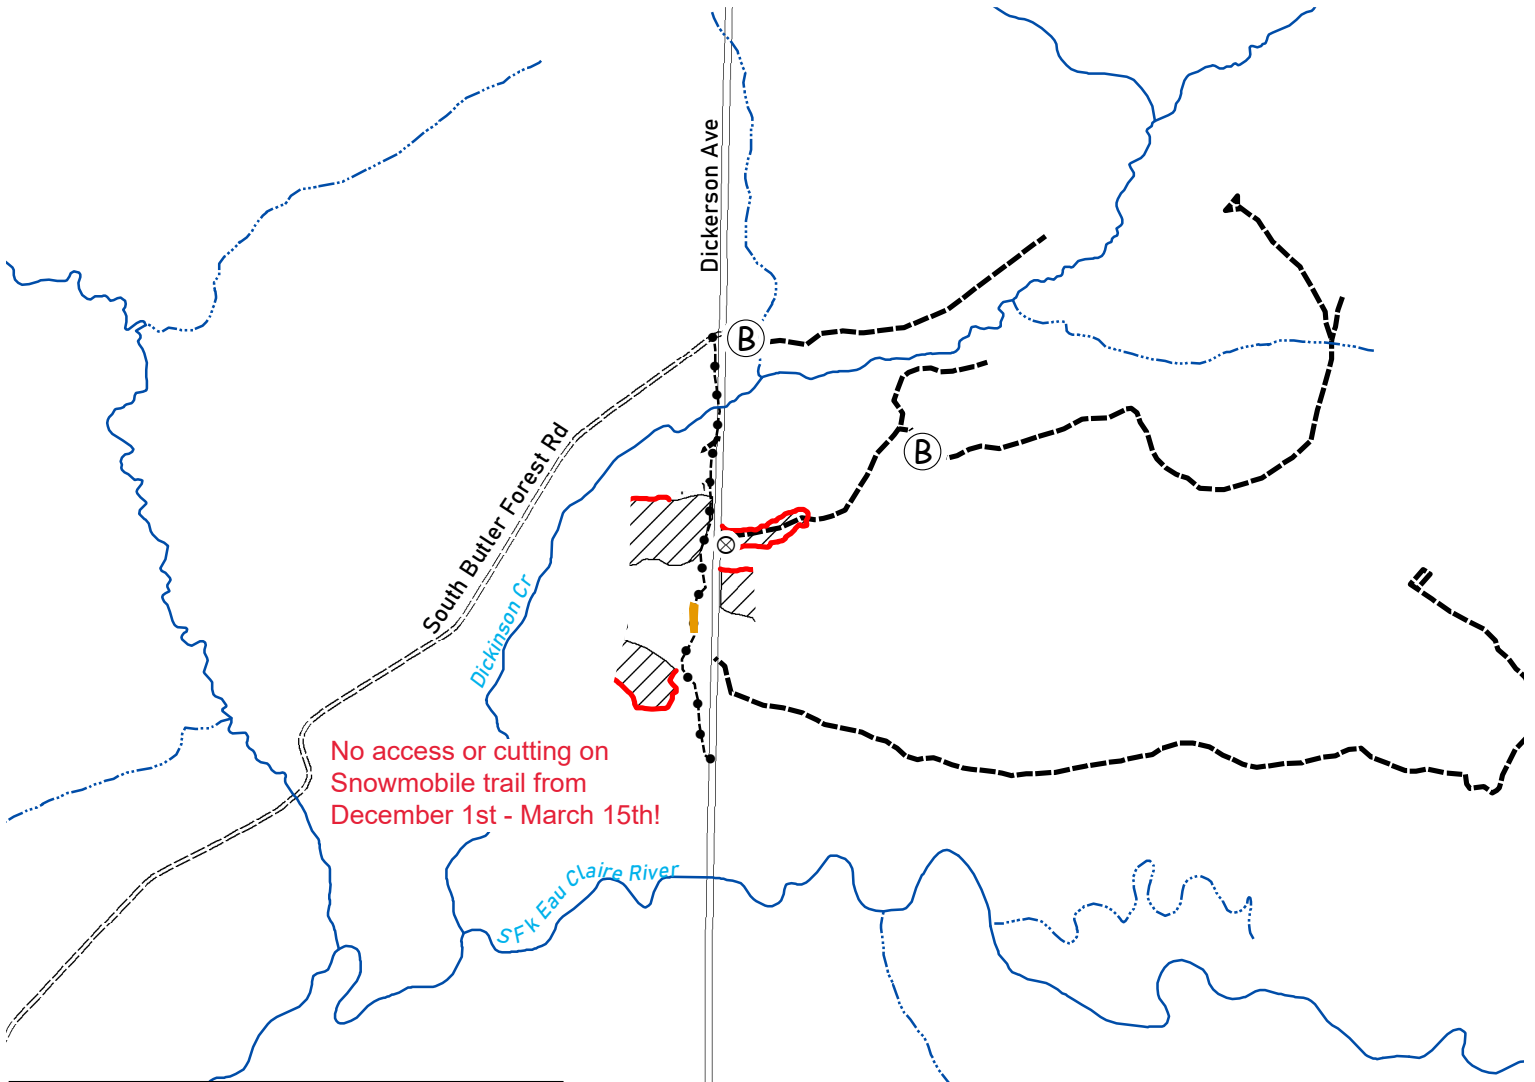 Dickerson Ave
B
South Butler Forest Rd
B
Dickinson Cr
No access or cutting on
Snowmobile trail from
December 1st - March 15th!
S Fk Eau Claire River